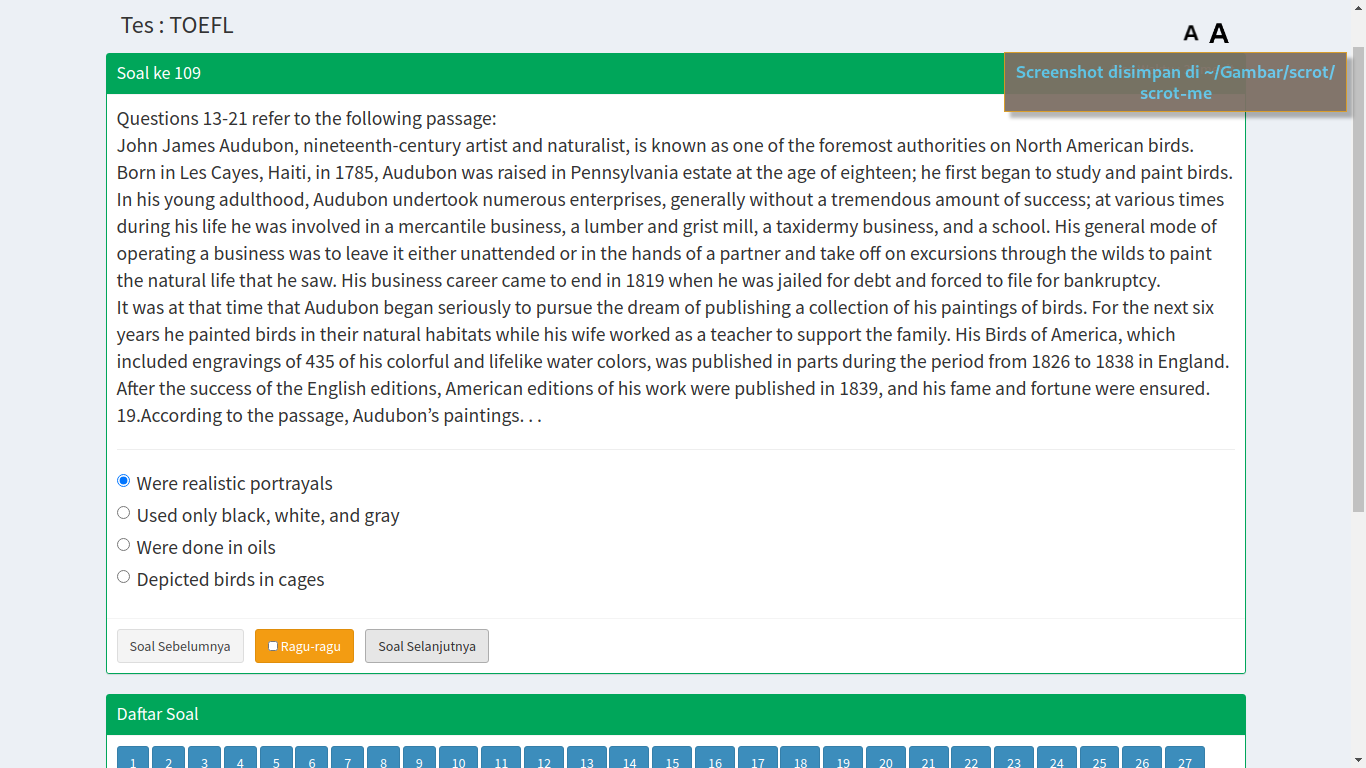 Tes : TOEFL
A A
Soal ke 109
Screenshot disimpan di ~/Gambar/scrot/
scrot-me
Questions 13-21 refer to the following passage:
John James Audubon, nineteenth-century artist and naturalist, is known as one of the foremost authorities on North American birds.
Born in Les Cayes, Haiti, in 1785, Audubon was raised in Pennsylvania estate at the age of eighteen; he first began to study and paint birds.
In his young adulthood, Audubon undertook numerous enterprises, generally without a tremendous amount of success; at various times
during his life he was involved in a mercantile business, a lumber and grist mill, a taxidermy business, and a school. His general mode of
operating a business was to leave it either unattended or in the hands of a partner and take off on excursions through the wilds to paint
the natural life that he saw. His business career came to end in 1819 when he was jailed for debt and forced to file for bankruptcy.
It was at that time that Audubon began seriously to pursue the dream of publishing a collection of his paintings of birds. For the next six
years he painted birds in their natural habitats while his wife worked as a teacher to support the family. His Birds of America, which
included engravings of 435 of his colorful and lifelike water colors, was published in parts during the period from 1826 to 1838 in England.
After the success of the English editions, American editions of his work were published in 1839, and his fame and fortune were ensured.
19.According to the passage, Audubon’s paintings. . .
Were realistic portrayals
Used only black, white, and gray
Were done in oils
Depicted birds in cages
Soal Sebelumnya Ragu-ragu Soal Selanjutnya
Daftar Soal
1 2 3 4 5 6 7 8 9 10 11 12 13 14 15 16 17 18 19 20 21 22 23 24 25 26 27